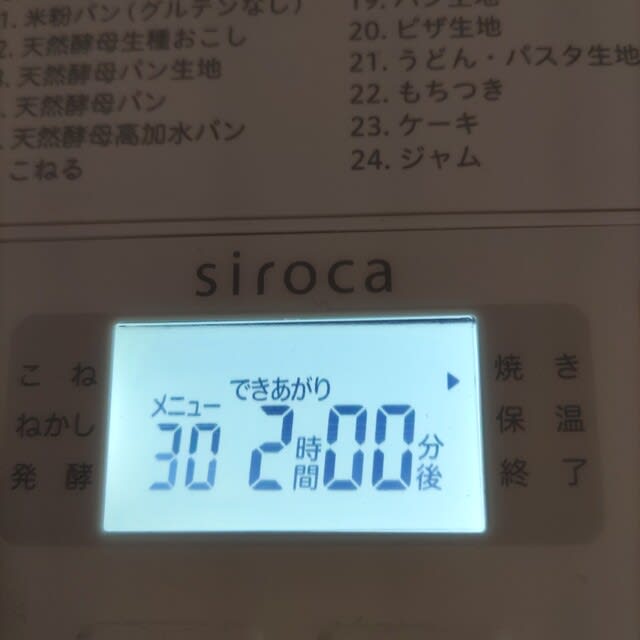 1. 米粉パン（グルテンなし）
2. 天然酵母生種おこし
天然酵母パン生地
天然酵母パン
天然酵母高加水パン
こねる
19. パン生地
20. ピザ生地
21. うどん・パスタ生地
22. もちつき
23. ケーキ
24. ジャム
siroca
こね
ねかし
発酵
メニュー できあがり
30 2時間00分後
焼き
保温
終了